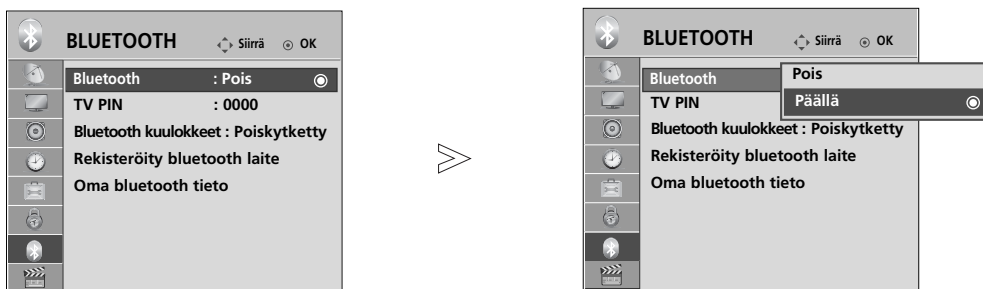 BLUETOOTH Siirrä OK
Bluetooth : Pois
TV PIN : 0000
Bluetooth kuulokkeet : Poiskytketty
Rekisteröity bluetooth laite
Oma bluetooth tieto
BLUETOOTH Siirrä OK
Bluetooth
Pois
Päällä
TV PIN
Bluetooth kuulokkeet : Poiskytketty
Rekisteröity bluetooth laite
Oma bluetooth tieto